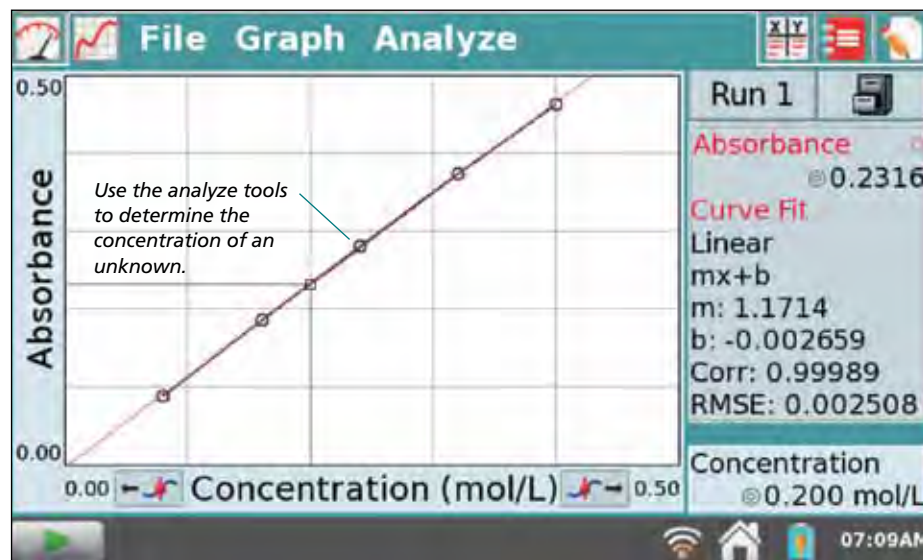 File Graph Analyze
X Y
0.50
Absorbance
0.00
Use the analyze tools
to determine the
concentration of an
unknown.
0.00 Concentration (mol/L) 0.50
Run 1
Absorbance
0.2316
Curve Fit
Linear
mx+b
m: 1.1714
b: -0.002659
Corr: 0.99989
RMSE: 0.002508
Concentration
0.200 mol/L
07:09AM